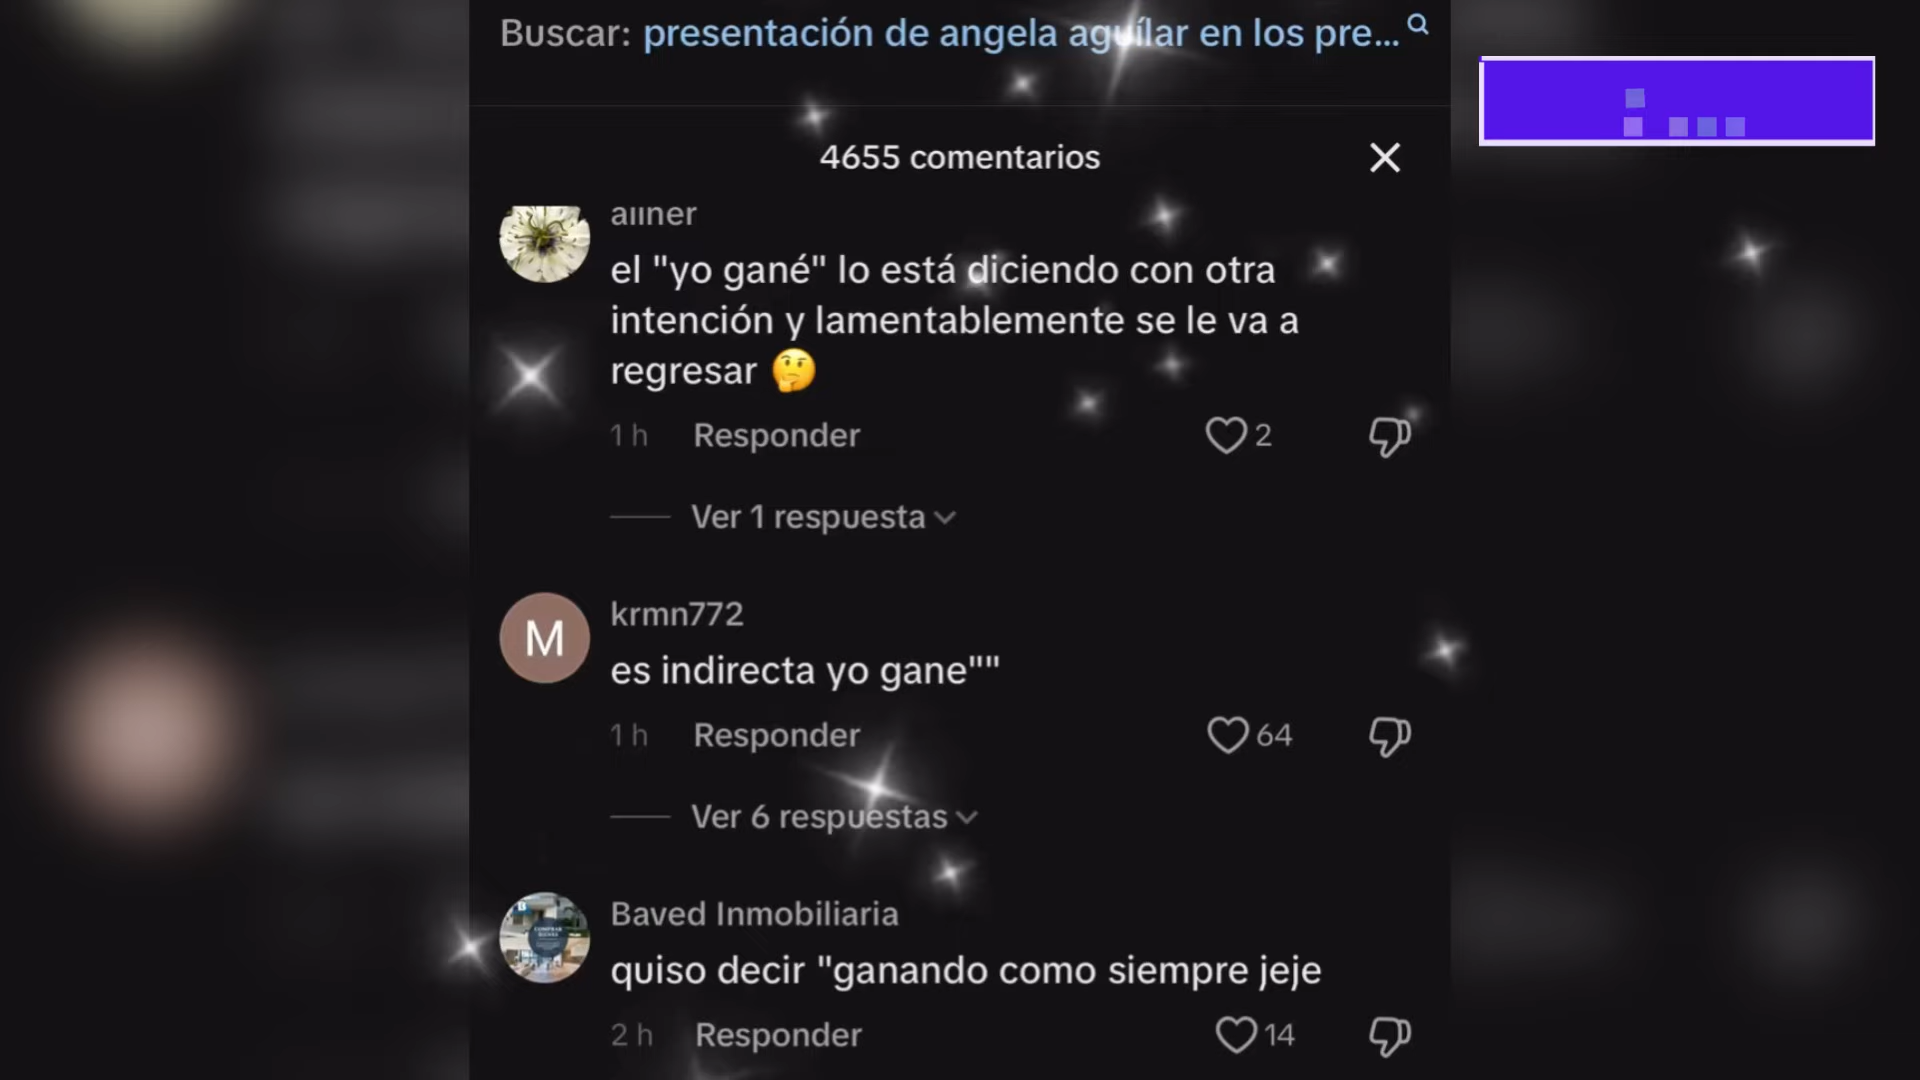 Buscar: presentación de angela aguílar en los pre...
4655 comentarios
aiiner
el "yo gané" lo está diciendo con otra
intención y lamentablemente se le va a
regresar 🤔
1 h Responder 2
Ver 1 respuesta
M
krmn772
es indirecta yo gane""
1 h Responder 64
Ver 6 respuestas
Baved Inmobiliaria
quiso decir "ganando como siempre jeje
2 h Responder 14